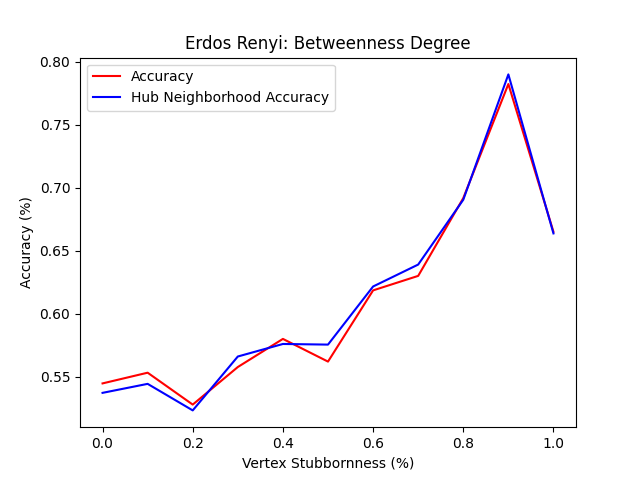 Erdos Renyi: Betweenness Degree
Accuracy
Hub Neighborhood Accuracy
Accuracy (%)
0.80
0.75
0.70
0.65
0.60
0.55
0.0 0.2 0.4 0.6 0.8 1.0
Vertex Stubbornness (%)